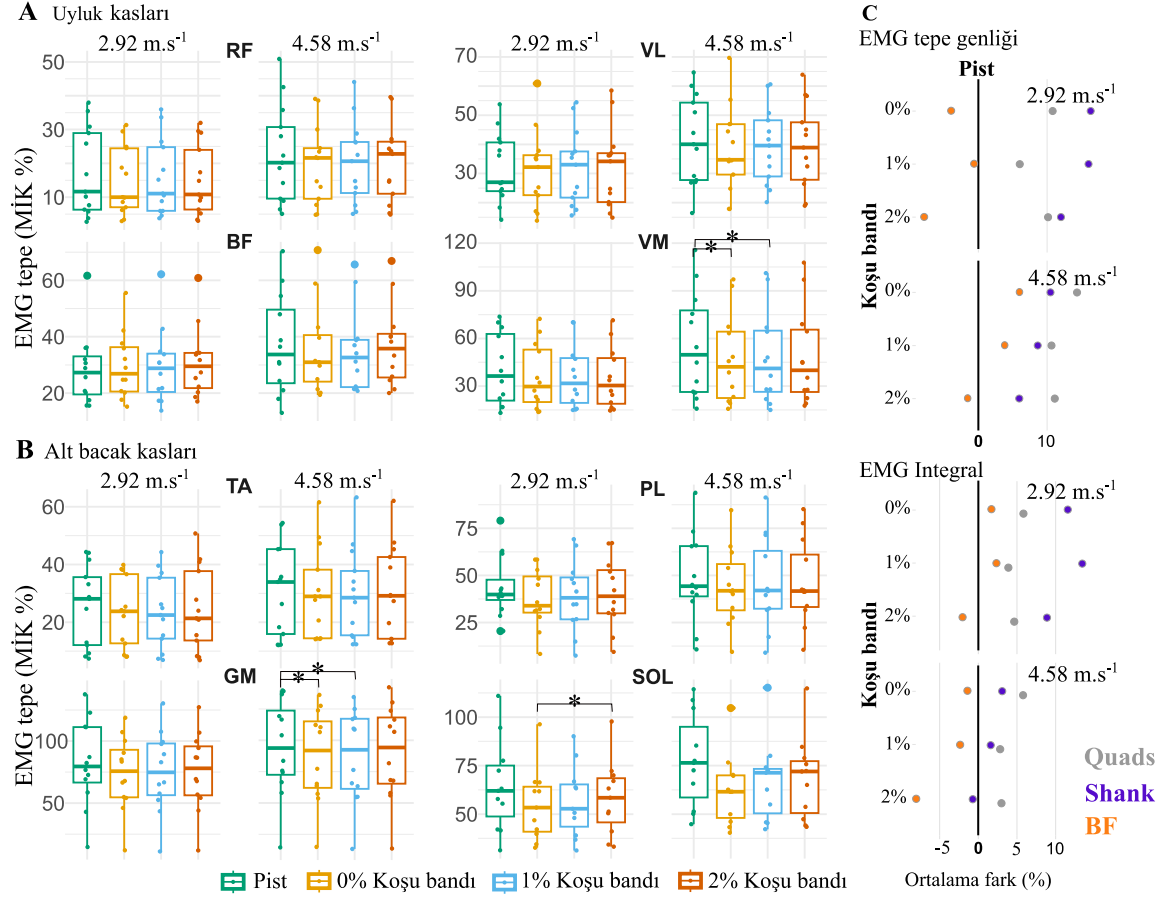 A Uyluk kasları
2.92 m.s⁻¹ RF 4.58 m.s⁻¹
50
30
10
2.92 m.s⁻¹ VL 4.58 m.s⁻¹
70
50
30
EMG tepe (MİK %)
BF
60
40
20
VM
120
90
60
30
* *
B Alt bacak kasları
2.92 m.s⁻¹ TA 4.58 m.s⁻¹
60
40
20
2.92 m.s⁻¹ PL 4.58 m.s⁻¹
75
50
25
EMG tepe (MİK %)
GM
* *
100
50
SOL
*
100
75
50
Pist 0% Koşu bandı 1% Koşu bandı 2% Koşu bandı
C
EMG tepe genliği
Pist
2.92 m.s⁻¹
0%
1%
2%
Koşu bandı
4.58 m.s⁻¹
0%
1%
2%
0 10
EMG Integral
2.92 m.s⁻¹
0%
1%
2%
Koşu bandı
4.58 m.s⁻¹
0%
1%
2%
Quads
Shank
BF
-5 0 5 10
Ortalama fark (%)